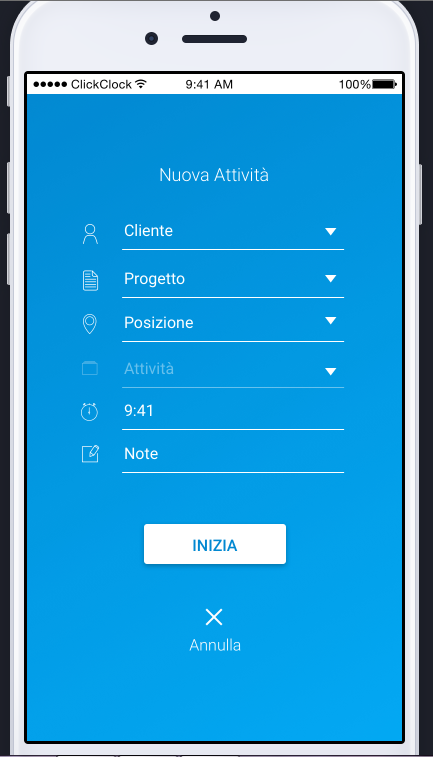 ClickClock 9:41 AM 100%
Nuova Attività
Cliente
Progetto
Posizione
Attività
9:41
Note
INIZIA
Annulla